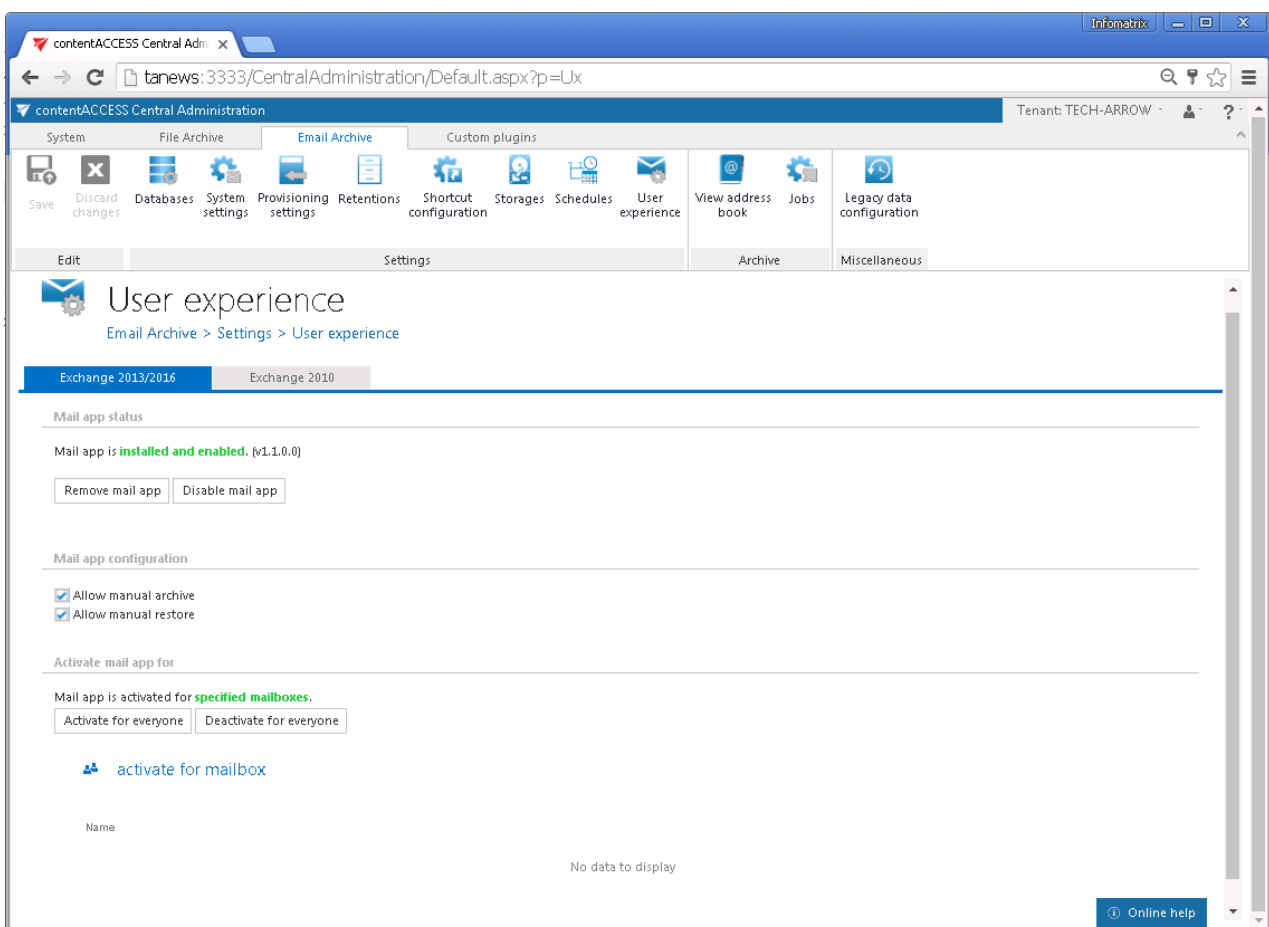 Infomatrix
contentACCESS Central Adm
tanews:3333/CentralAdministration/Default.aspx?p=Ux
contentACCESS Central Administration
Tenant: TECH-ARROW
?
System File Archive Email Archive Custom plugins
Save
Discard changes
Databases
System settings
Provisioning settings
Retentions
Shortcut configuration
Storages
Schedules
User experience
View address book
Jobs
Legacy data configuration
Edit Settings Archive Miscellaneous
User experience
Email Archive > Settings > User experience
Exchange 2013/2016 Exchange 2010
Mail app status
Mail app is installed and enabled. (v1.1.0.0)
Remove mail app Disable mail app
Mail app configuration
Allow manual archive
Allow manual restore
Activate mail app for
Mail app is activated for specified mailboxes.
Activate for everyone Deactivate for everyone
activate for mailbox
Name
No data to display
Online help